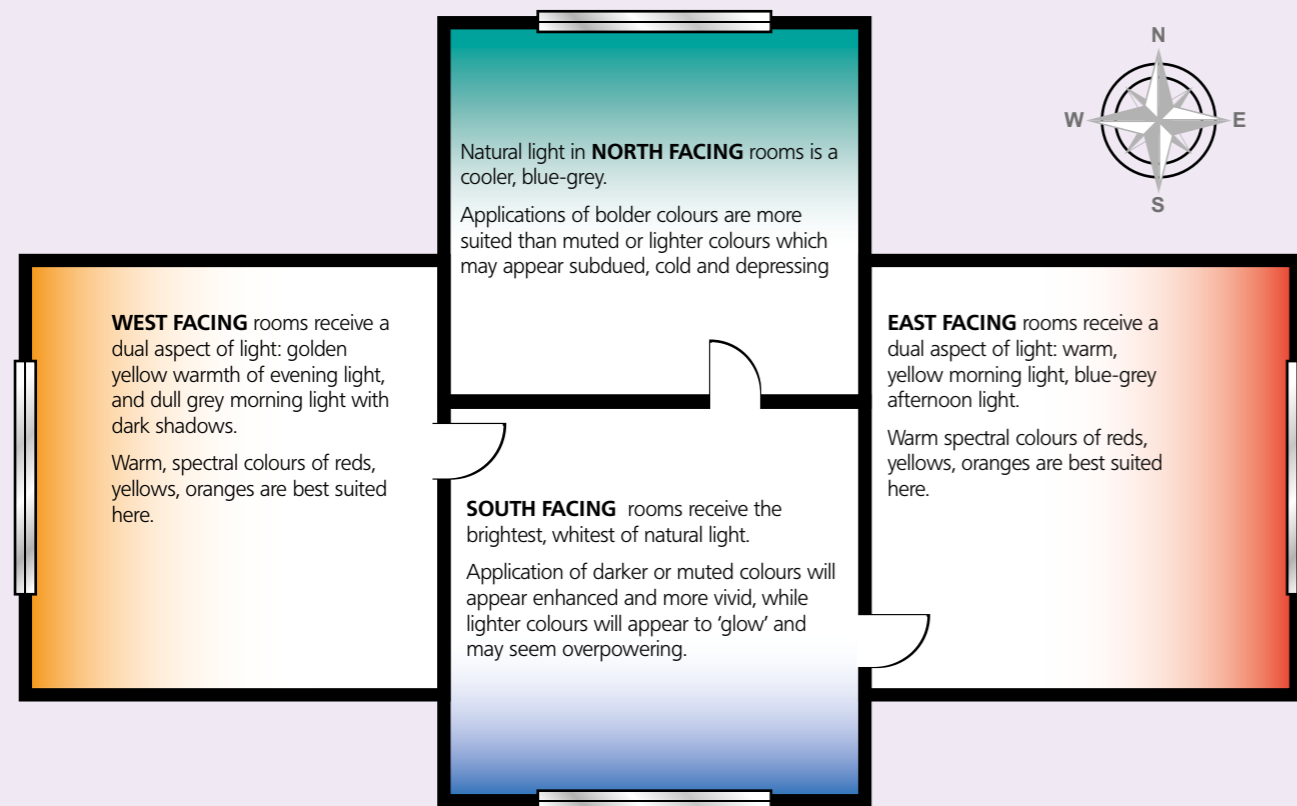 N
W
E
S
Natural light in NORTH FACING rooms is a
cooler, blue-grey.
Applications of bolder colours are more
suited than muted or lighter colours which
may appear subdued, cold and depressing
WEST FACING rooms receive a
dual aspect of light: golden
yellow warmth of evening light,
and dull grey morning light with
dark shadows.
Warm, spectral colours of reds,
yellows, oranges are best suited
here.
EAST FACING rooms receive a
dual aspect of light: warm,
yellow morning light, blue-grey
afternoon light.
Warm spectral colours of reds,
yellows, oranges are best suited
here.
SOUTH FACING rooms receive the
brightest, whitest of natural light.
Application of darker or muted colours will
appear enhanced and more vivid, while
lighter colours will appear to ‘glow’ and
may seem overpowering.